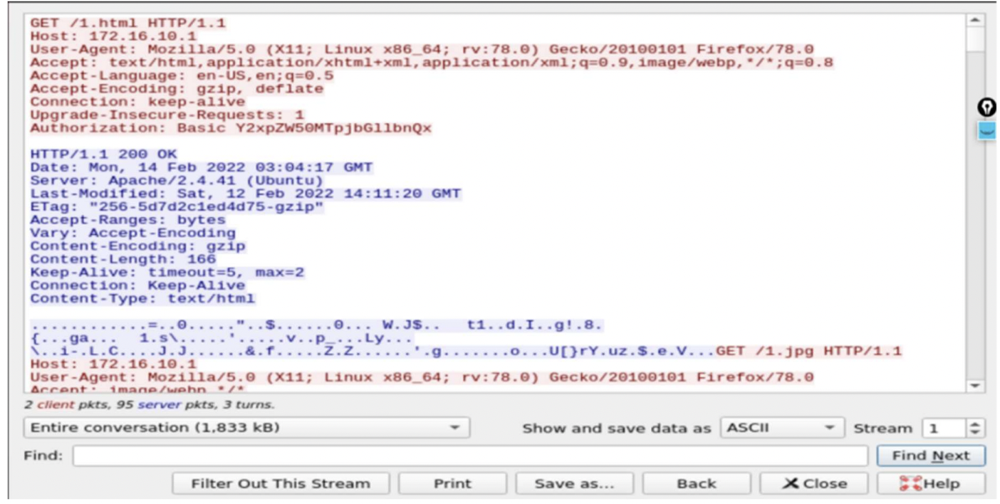 GET /1.html HTTP/1.1
Host: 172.16.10.1
User-Agent: Mozilla/5.0 (X11; Linux x86_64; rv:78.0) Gecko/20100101 Firefox/78.0
Accept: text/html,application/xhtml+xml,application/xml;q=0.9,image/webp,*/*;q=0.8
Accept-Language: en-US,en;q=0.5
Accept-Encoding: gzip, deflate
Connection: keep-alive
Upgrade-Insecure-Requests: 1
Authorization: Basic Y2xpZW50MTpjbGllbnQx
HTTP/1.1 200 OK
Date: Mon, 14 Feb 2022 03:04:17 GMT
Server: Apache/2.4.41 (Ubuntu)
Last-Modified: Sat, 12 Feb 2022 14:11:20 GMT
ETag: "256-5d7d2c1ed4d75-gzip"
Accept-Ranges: bytes
Vary: Accept-Encoding
Content-Encoding: gzip
Content-Length: 166
Keep-Alive: timeout=5, max=2
Connection: Keep-Alive
Content-Type: text/html
............=..0....."..$......0... W.J$..   t1..d.I..g!.8.
{...ga...   1.s\.....'.....v..p_...Ly...
\..i-.L.C....J.J......&.f.....Z.Z......'.g.......o...U[}rY.uz.$.e.V...GET /1.jpg HTTP/1.1
Host: 172.16.10.1
User-Agent: Mozilla/5.0 (X11; Linux x86_64; rv:78.0) Gecko/20100101 Firefox/78.0
Accept: image/webp,*/*
2 client pkts, 95 server pkts, 3 turns.
Entire conversation (1,833 kB) Show and save data as ASCII Stream 1
Find: Find Next
Filter Out This Stream Print Save as... Back Close Help